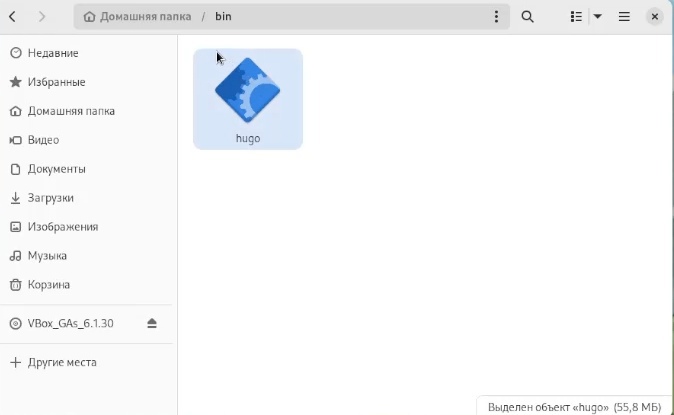 Домашняя папка / bin
Недавние
Избранные
Домашняя папка
Видео
Документы
Загрузки
Изображения
Музыка
Корзина
VBox_GAs_6.1.30
Другие места
hugo
Выделен объект «hugo» (55,8 МБ)